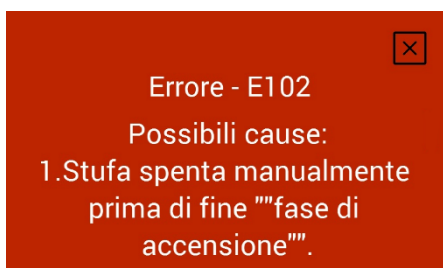 Errore - E102
Possibili cause:
1.Stufa spenta manualmente
prima di fine ""fase di
accensione"".